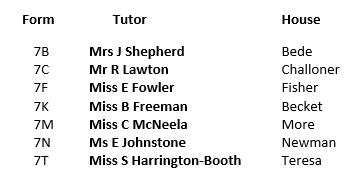 Form Tutor House
7B Mrs J Shepherd Bede
7C Mr R Lawton Challoner
7F Miss E Fowler Fisher
7K Miss B Freeman Becket
7M Miss C McNeela More
7N Ms E Johnstone Newman
7T Miss S Harrington-Booth Teresa